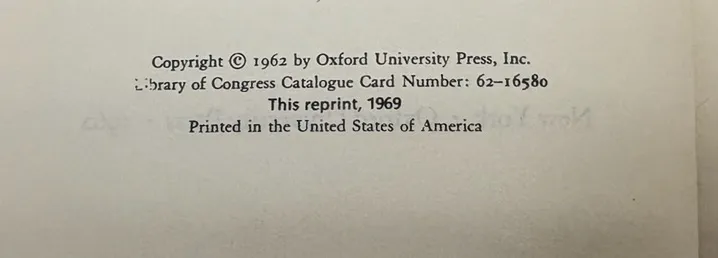 Copyright © 1962 by Oxford University Press, Inc.
Library of Congress Catalogue Card Number: 62–16580
This reprint, 1969
Printed in the United States of America